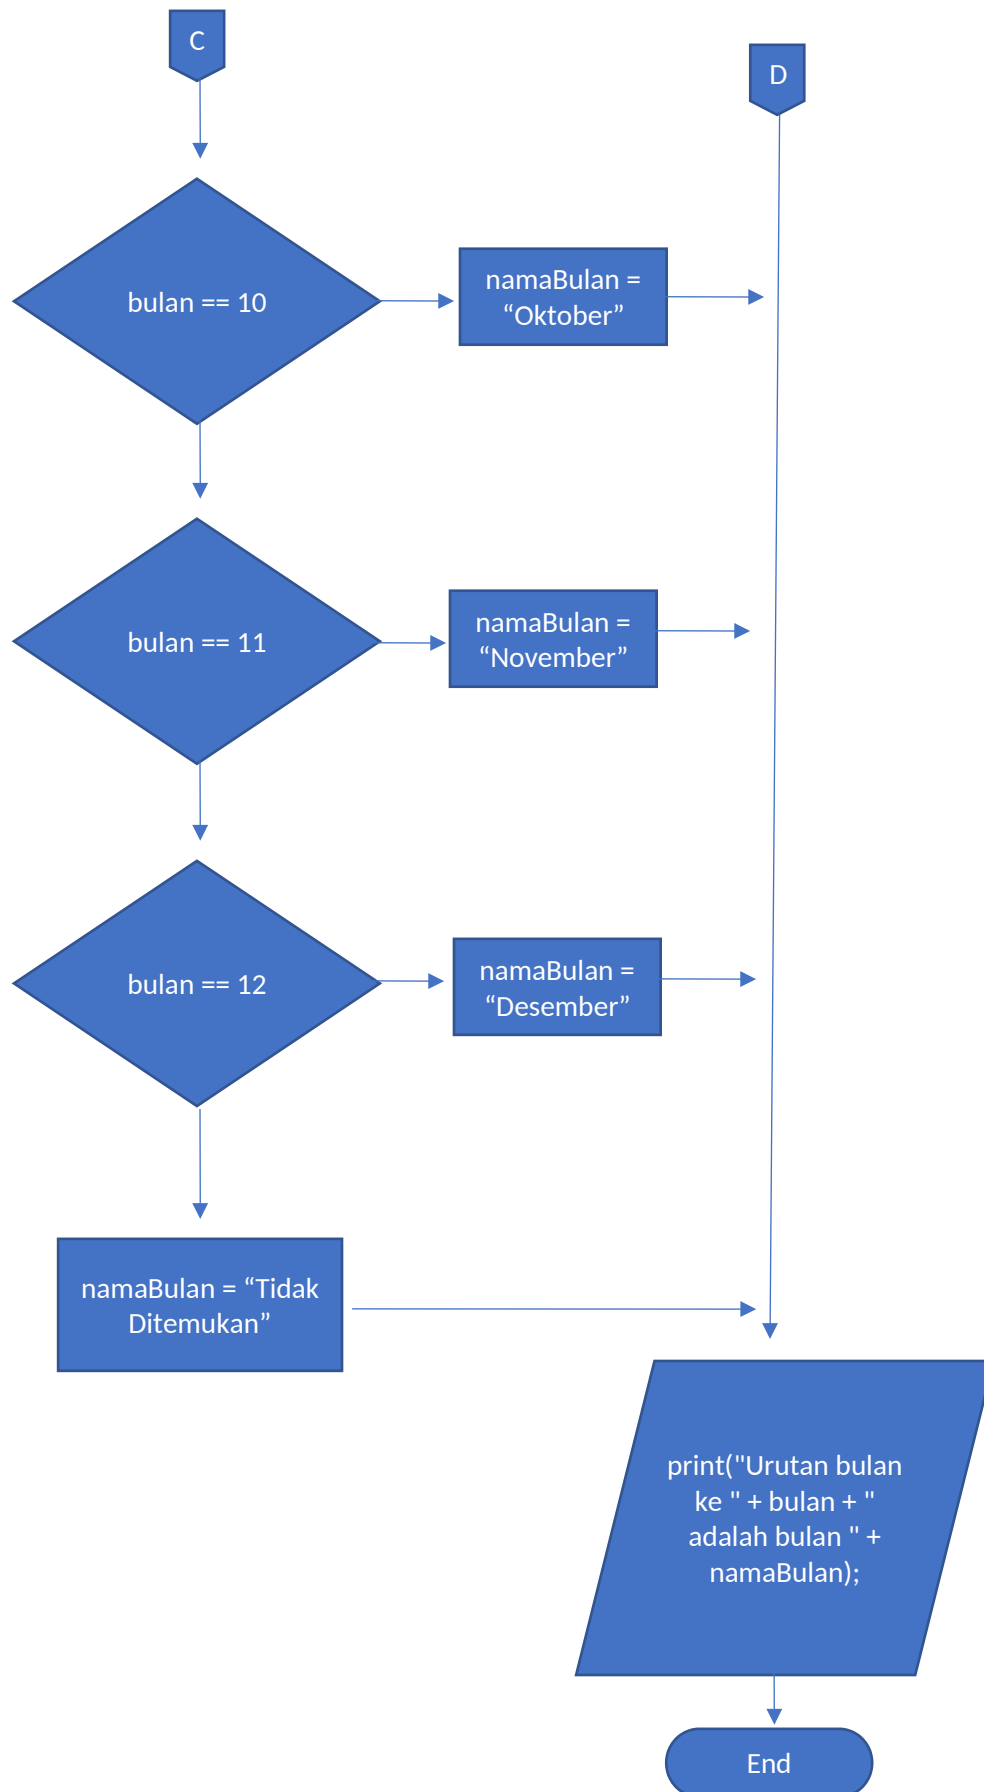 C
D
bulan == 10
namaBulan =
“Oktober”
bulan == 11
namaBulan =
“November”
bulan == 12
namaBulan =
“Desember”
namaBulan = “Tidak
Ditemukan”
print("Urutan bulan
ke " + bulan + "
adalah bulan " +
namaBulan);
End